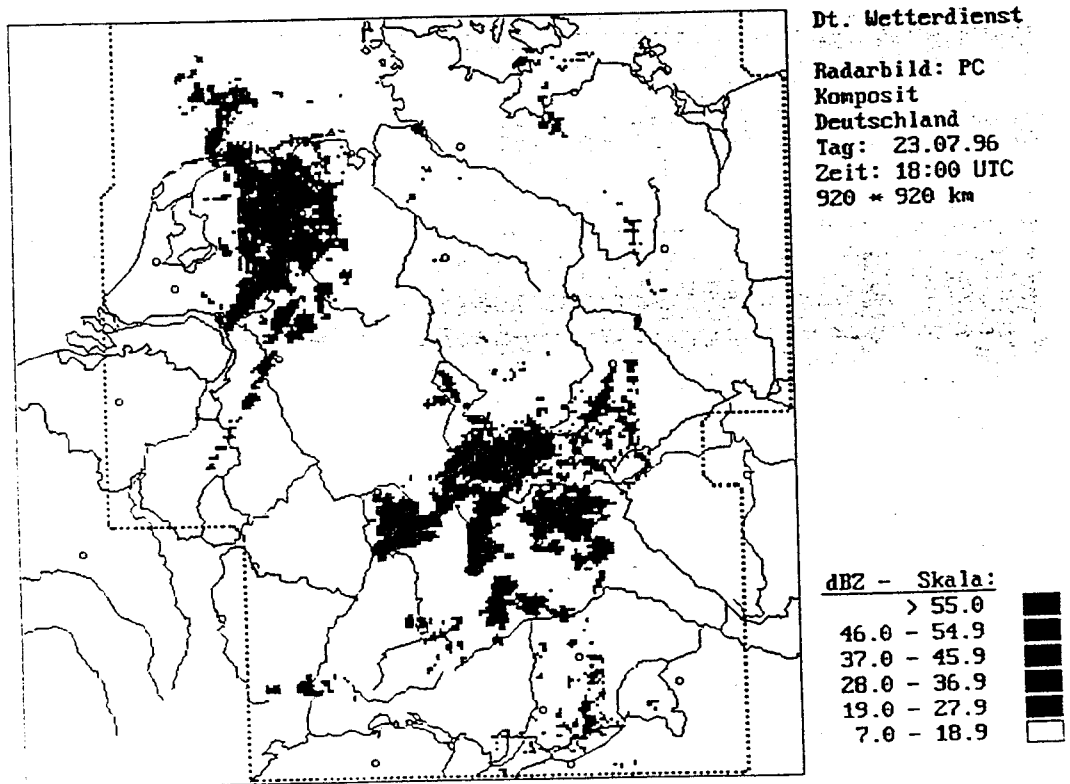 Dt. Wetterdienst
Radarbild: PC
Komposit
Deutschland
Tag: 23.07.96
Zeit: 18:00 UTC
920 * 920 km
dBZ - Skala:
> 55.0
46.0 - 54.9
37.0 - 45.9
28.0 - 36.9
19.0 - 27.9
7.0 - 18.9